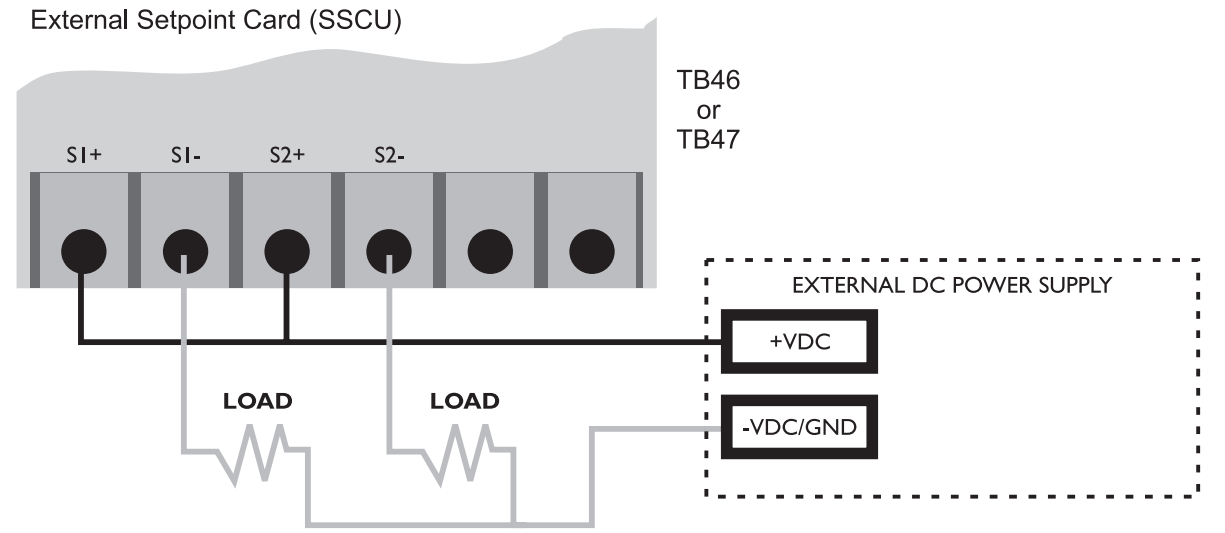 External Setpoint Card (SSCU)
TB46
or
TB47
S1+ S1- S2+ S2-
EXTERNAL DC POWER SUPPLY
+VDC
LOAD LOAD
-VDC/GND